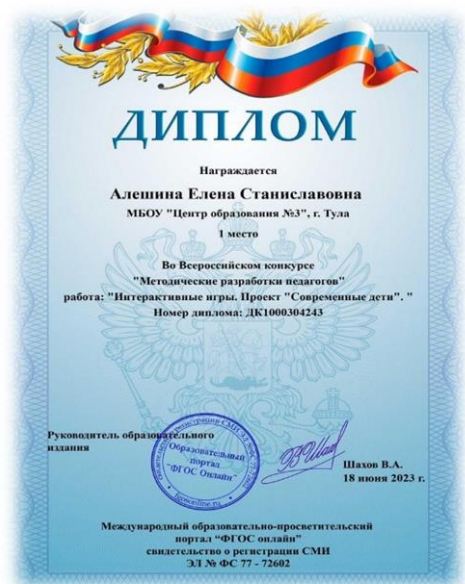 ДИПЛОМ
Награждается
Алешина Елена Станиславовна
МБОУ "Центр образования №3", г. Тула
1 место
Во Всероссийском конкурсе
"Методические разработки педагогов"
работа: "Интерактивные игры. Проект "Современные дети". "
Номер диплома: ДК1000304243
Руководитель образовательного
издания
Образовательный
портал
"ФГОС Онлайн"
Шахов В.А.
18 июня 2023 г.
Международный образовательно-просветительский
портал “ФГОС онлайн”
свидетельство о регистрации СМИ
ЭЛ № ФС 77 - 72602